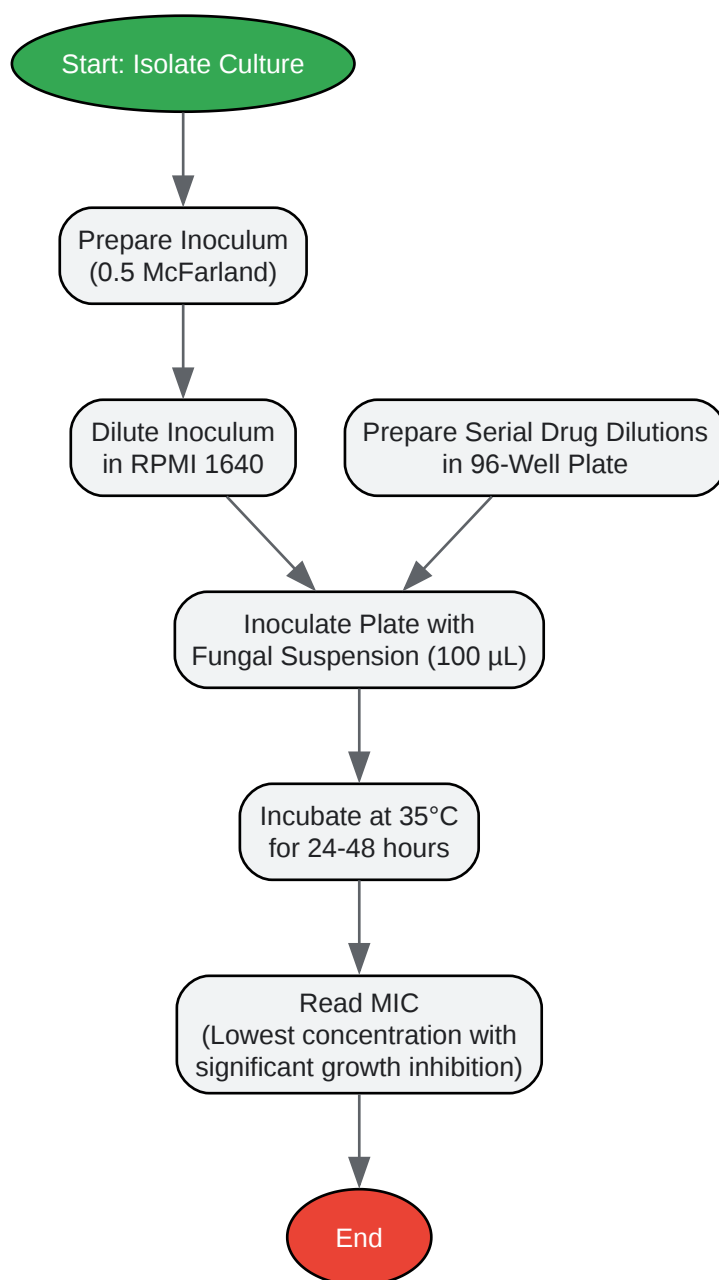 Start: Isolate Culture
Prepare Inoculum
(0.5 McFarland)
Dilute Inoculum
in RPMI 1640
Prepare Serial Drug Dilutions
in 96-Well Plate
Inoculate Plate with
Fungal Suspension (100 µL)
Incubate at 35°C
for 24-48 hours
Read MIC
(Lowest concentration with
significant growth inhibition)
End